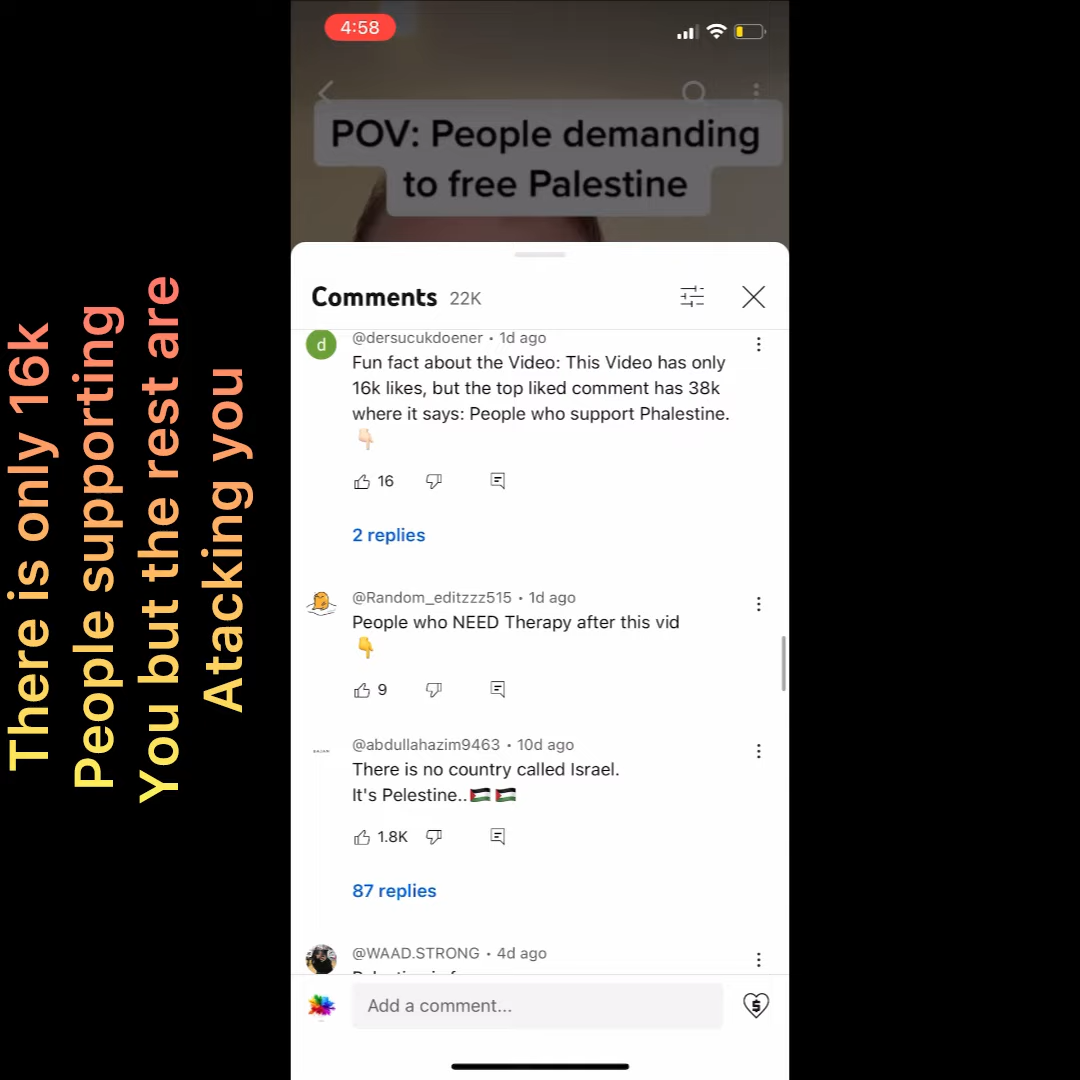 There is only 16k
People supporting
You but the rest are
Atacking you
4:58
POV: People demanding
to free Palestine
Comments 22K
@dersucukdoener • 1d ago
Fun fact about the Video: This Video has only
16k likes, but the top liked comment has 38k
where it says: People who support Phalestine.
👇🏻
16
2 replies
@Random_editzzz515 • 1d ago
People who NEED Therapy after this vid
👇
9
@abdullahazim9463 • 10d ago
There is no country called Israel.
It's Pelestine..🇵🇸🇵🇸
1.8K
87 replies
@WAAD.STRONG • 4d ago
Add a comment...